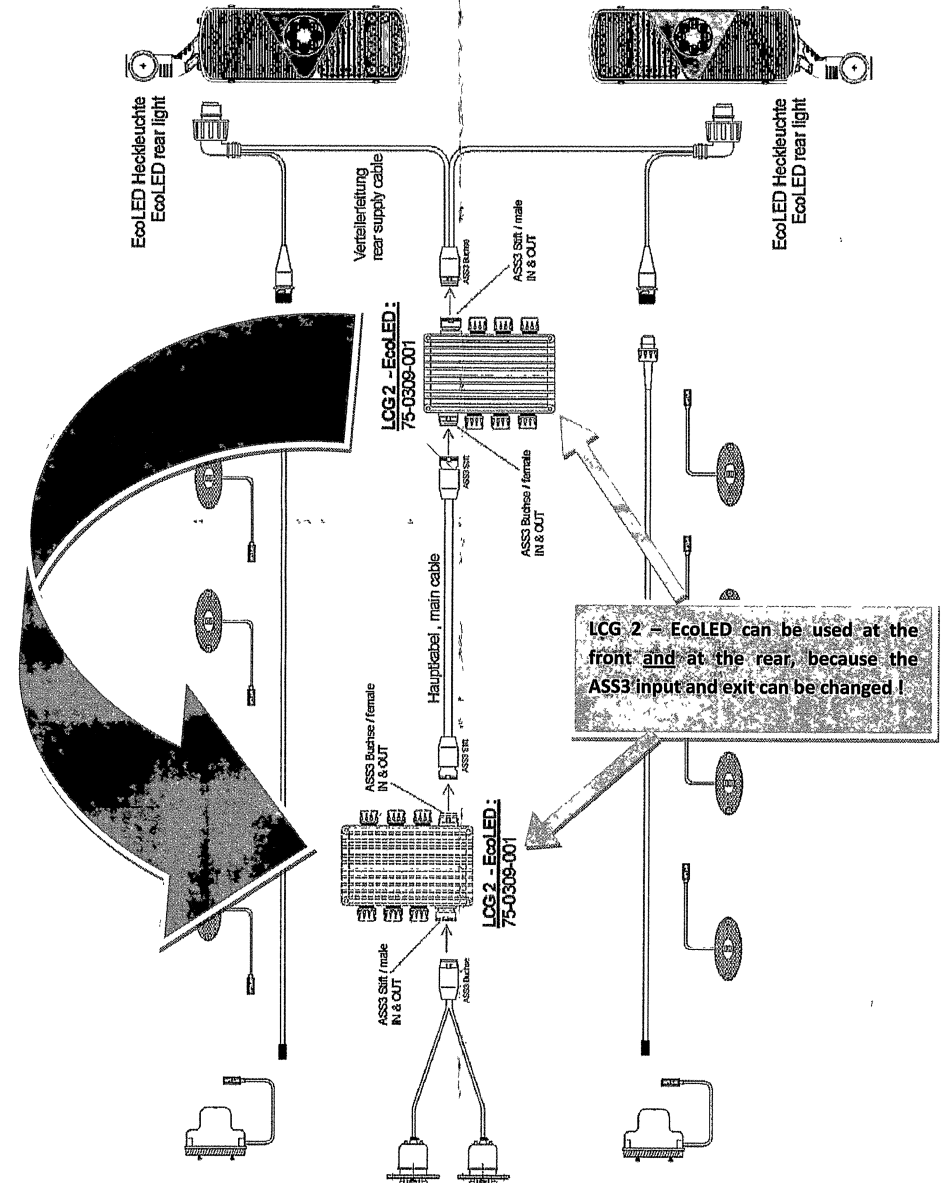 EcoLED Heckleuchte
EcoLED rear light
EcoLED Heckleuchte
EcoLED rear light
Verteilerleitung
rear supply cable
ASS3 Buchse
ASS3 Stift / male
IN & OUT
LCG 2 - EcoLED :
75-0309-001
ASS3 Stift
ASS3 Buchse / female
IN & OUT
Hauptkabel, main cable
LCG 2 – EcoLED can be used at the
front and at the rear, because the
ASS3 input and exit can be changed !
ASS3 Buchse / female
IN & OUT
ASS3 Stift
LCG 2 - EcoLED :
75-0309-001
ASS3 Stift / male
IN & OUT
ASS3 Buchse